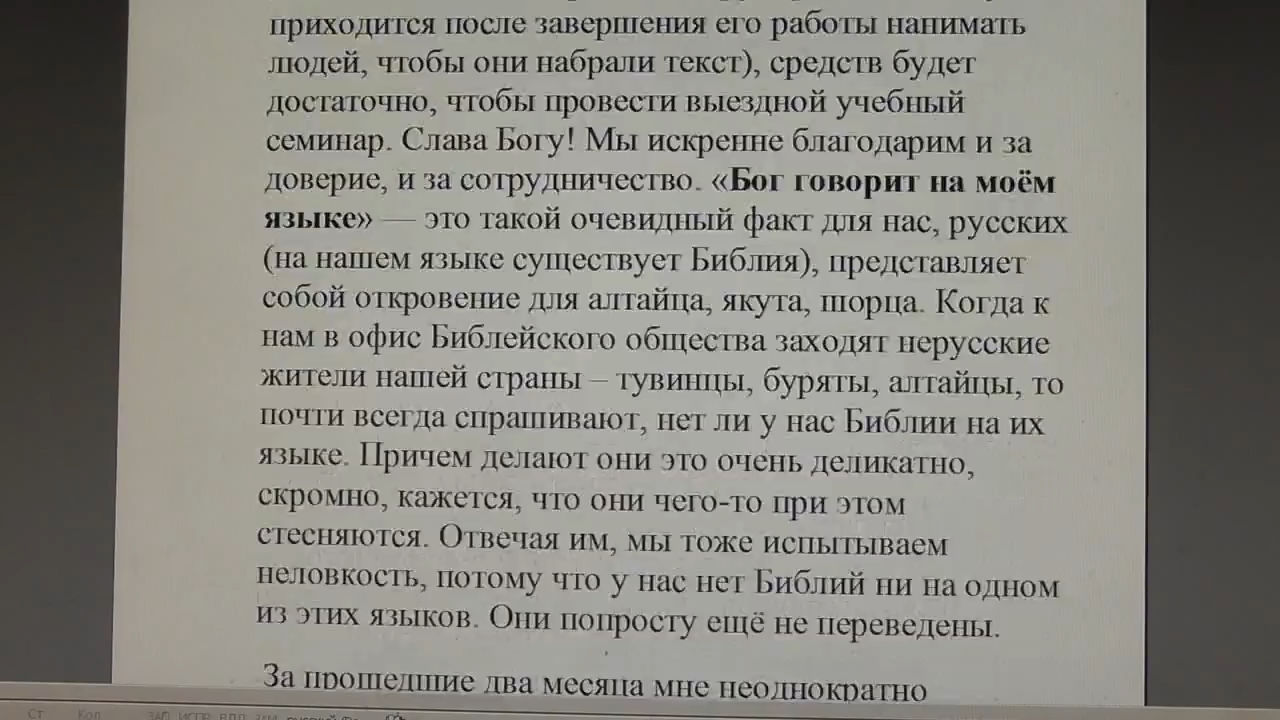 приходится после завершения его работы нанимать
людей, чтобы они набрали текст), средств будет
достаточно, чтобы провести выездной учебный
семинар. Слава Богу! Мы искренне благодарим и за
доверие, и за сотрудничество. «Бог говорит на моём
языке» — это такой очевидный факт для нас, русских
(на нашем языке существует Библия), представляет
собой откровение для алтайца, якута, шорца. Когда к
нам в офис Библейского общества заходят нерусские
жители нашей страны – тувинцы, буряты, алтайцы, то
почти всегда спрашивают, нет ли у нас Библии на их
языке. Причем делают они это очень деликатно,
скромно, кажется, что они чего-то при этом
стесняются. Отвечая им, мы тоже испытываем
неловкость, потому что у нас нет Библий ни на одном
из этих языков. Они попросту ещё не переведены.
За прошедшие два месяца мне неоднократно
Ст Кол ЗАП ИСПР ВДЛ ЗАМ